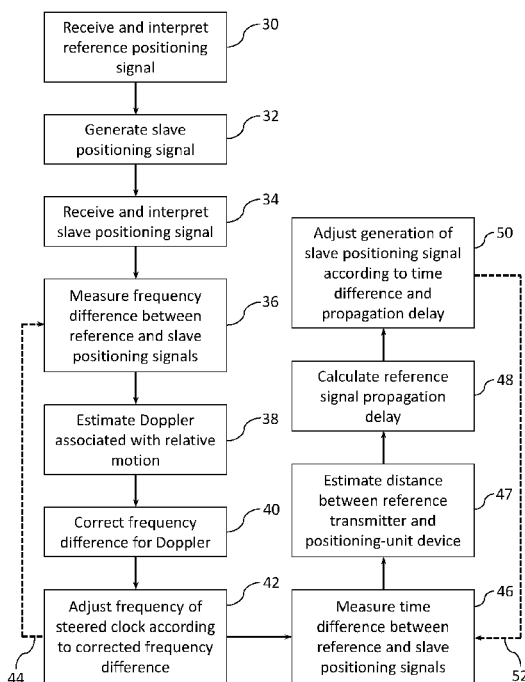 Receive and interpret
reference positioning
signal
30
Generate slave
positioning signal
32
Receive and interpret
slave positioning signal
34
Measure frequency
difference between
reference and slave
positioning signals
36
Estimate Doppler
associated with relative
motion
38
Correct frequency
difference for Doppler
40
Adjust frequency of
steered clock according
to corrected frequency
difference
42
44
Measure time
difference between
reference and slave
positioning signals
46
Estimate distance
between reference
transmitter and
positioning-unit device
47
Calculate reference
signal propagation
delay
48
Adjust generation of
slave positioning signal
according to time
difference and
propagation delay
50
52